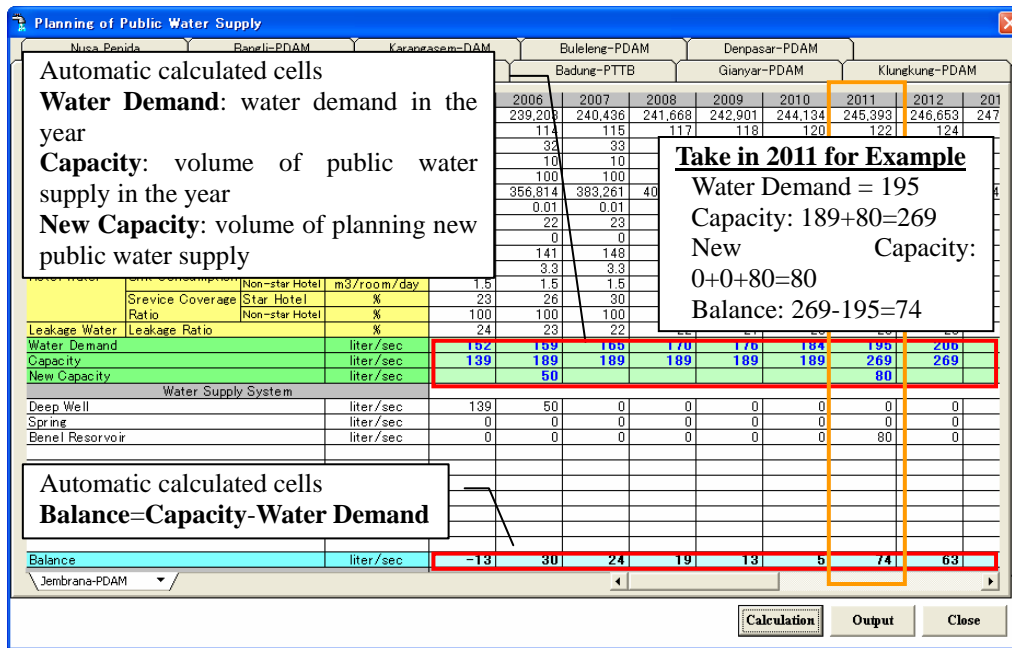 Planning of Public Water Supply
Nusa Penida Bangli-PDAM Karangasem-DAM Buleleng-PDAM Denpasar-PDAM
Badung-PTTB Gianyar-PDAM Klungkung-PDAM
Automatic calculated cells
Water Demand: water demand in the
year
Capacity: volume of public water
supply in the year
New Capacity: volume of planning new
public water supply
2006 2007 2008 2009 2010 2011 2012 201
239,203 240,436 241,668 242,901 244,134 245,393 246,653 247
114 115 117 118 120 122 124
32 33
10 10
100 100
356,814 383,261 40
0.01 0.01
22 23
0 0
141 148
3.3 3.3
Take in 2011 for Example
Water Demand = 195
Capacity: 189+80=269
New Capacity:
0+0+80=80
Balance: 269-195=74
Non-star Hotel m3/room/day 1.5 1.5 1.5
Srevice Coverage Star Hotel % 23 26 30
Ratio Non-star Hotel % 100 100 100
Leakage Water Leakage Ratio % 24 23 22
Water Demand liter/sec 152 159 165 170 176 184 195 206
Capacity liter/sec 139 189 189 189 189 189 269 269
New Capacity liter/sec 50 80
Water Supply System
Deep Well liter/sec 139 50 0 0 0 0 0 0
Spring liter/sec 0 0 0 0 0 0 0 0
Benel Resorvoir liter/sec 0 0 0 0 0 0 80 0
Automatic calculated cells
Balance=Capacity-Water Demand
Balance liter/sec -13 30 24 19 13 5 74 63
Jembrana-PDAM
Calculation Output Close